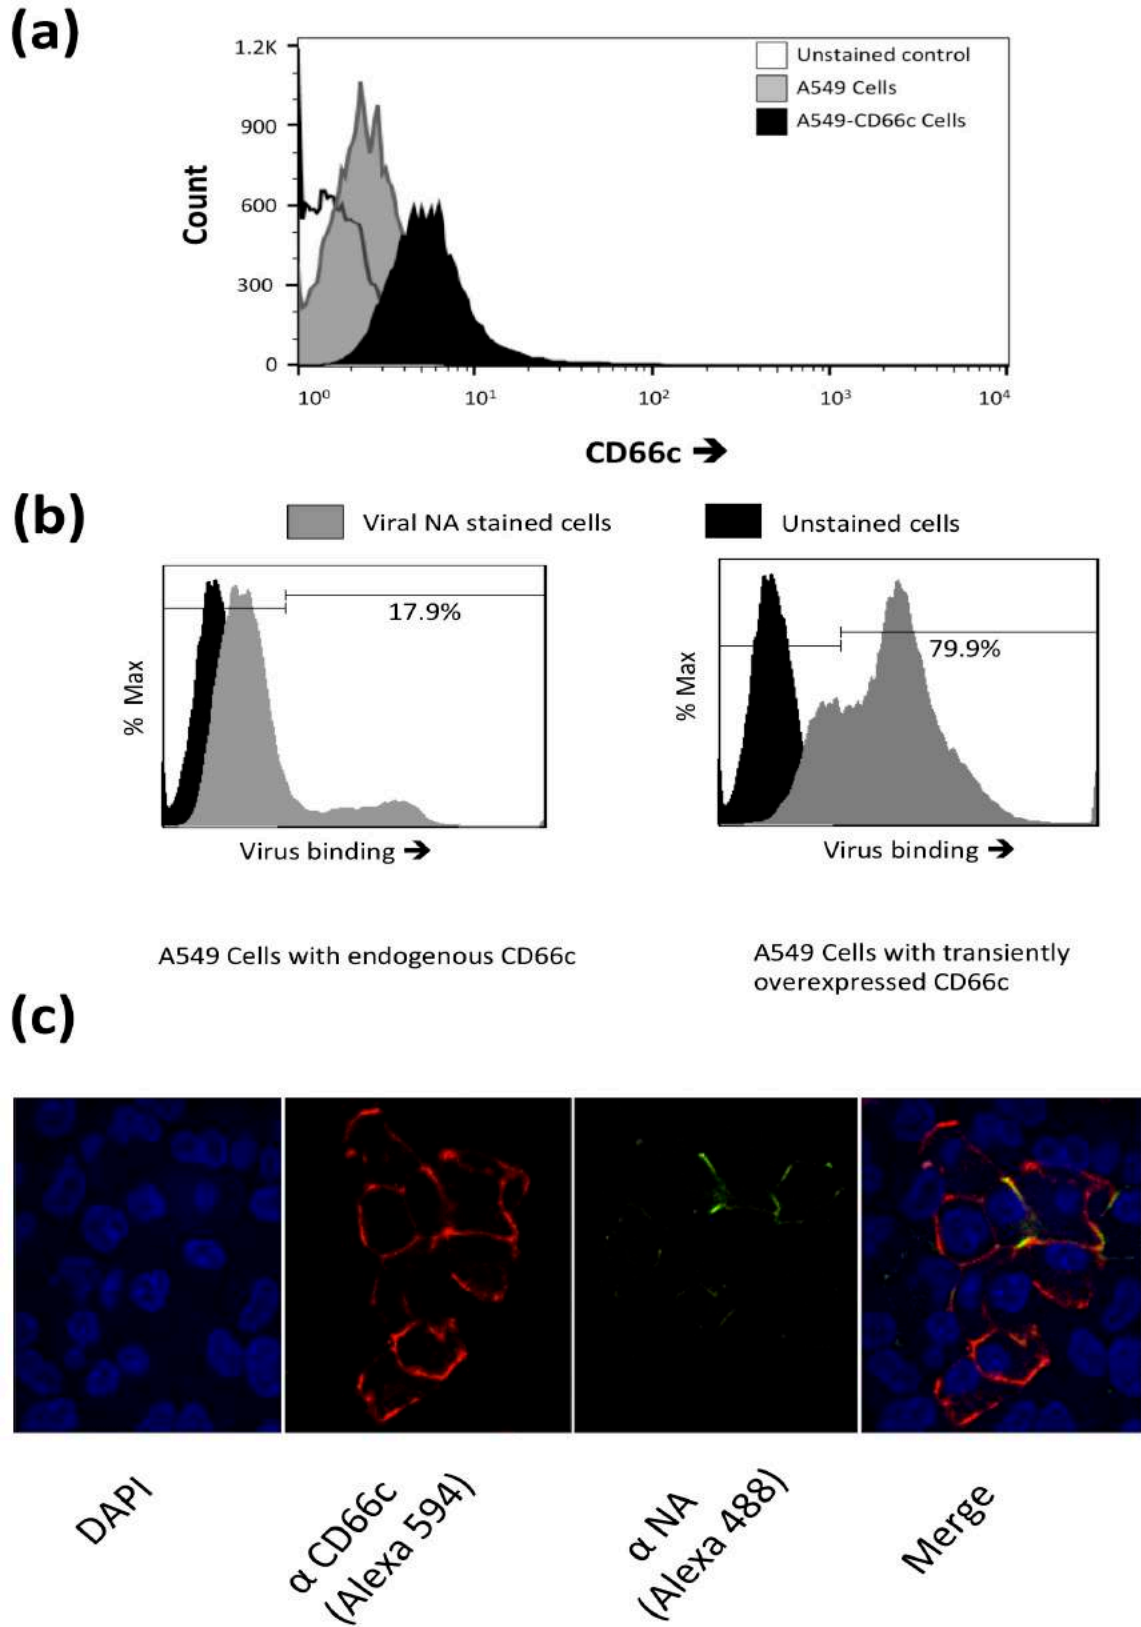 (a)
1.2K
900
600
300
0
Count
Unstained control
A549 Cells
A549-CD66c Cells
10⁰ 10¹ 10² 10³ 10⁴
CD66c ➔
(b)
Viral NA stained cells
Unstained cells
17.9%
% Max
Virus binding ➔
79.9%
% Max
Virus binding ➔
A549 Cells with endogenous CD66c
A549 Cells with transiently
overexpressed CD66c
(c)
DAPI
α CD66c
(Alexa 594)
α NA
(Alexa 488)
Merge